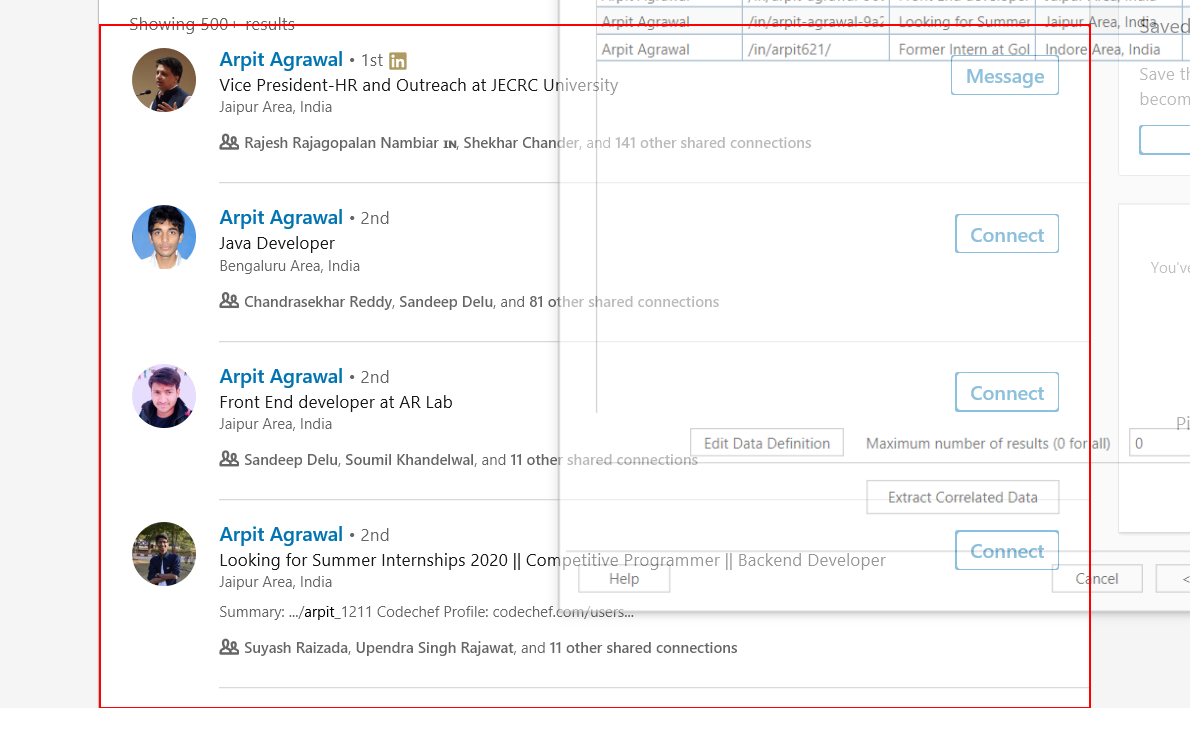 Showing 500+ results
Arpit Agrawal • 1st in
Vice President-HR and Outreach at JECRC University
Jaipur Area, India
Rajesh Rajagopalan Nambiar IN, Shekhar Chander, and 141 other shared connections
Message
Arpit Agrawal • 2nd
Java Developer
Bengaluru Area, India
Chandrasekhar Reddy, Sandeep Delu, and 81 other shared connections
Connect
Arpit Agrawal • 2nd
Front End developer at AR Lab
Jaipur Area, India
Sandeep Delu, Soumil Khandelwal, and 11 other shared connections
Connect
Arpit Agrawal • 2nd
Looking for Summer Internships 2020 || Competitive Programmer || Backend Developer
Jaipur Area, India
Summary: .../arpit_1211 Codechef Profile: codechef.com/users...
Suyash Raizada, Upendra Singh Rajawat, and 11 other shared connections
Connect
Arpit Agrawal /in/arpit-agrawal-9a2 Looking for Summer Jaipur Area, India
Arpit Agrawal /in/arpit621/ Former Intern at Gol Indore Area, India
Edit Data Definition Maximum number of results (0 for all) 0
Extract Correlated Data
Help Cancel <
Saved
Save th
becom
You've
Pi